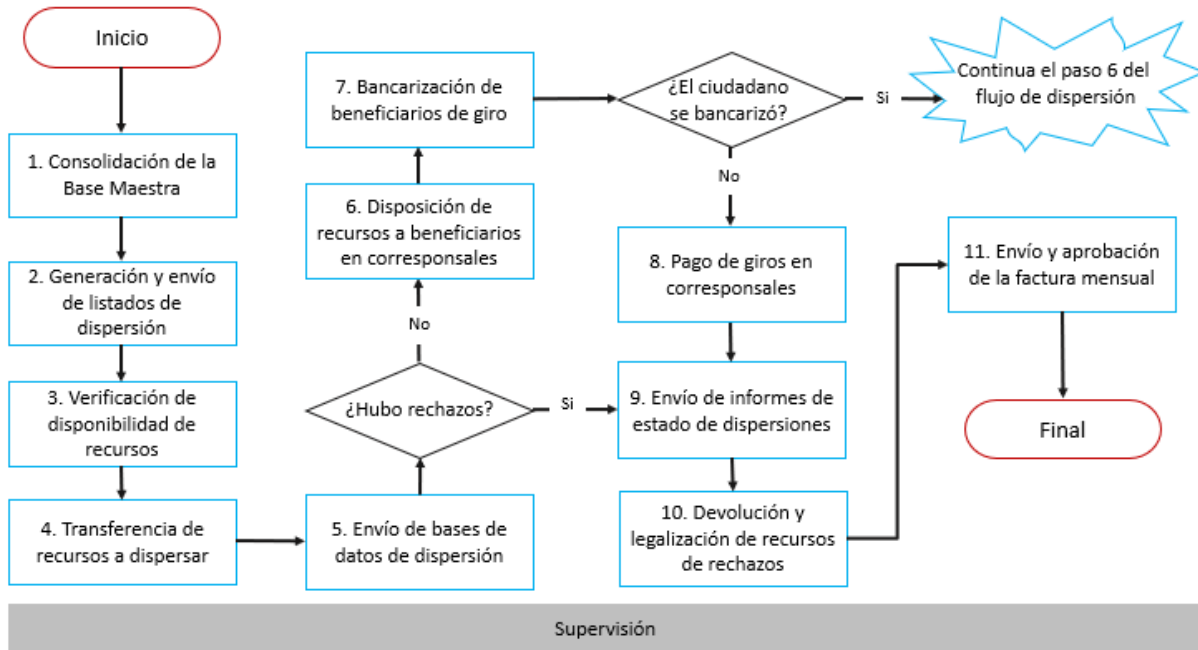 Inicio
1. Consolidación de la
Base Maestra
2. Generación y envío
de listados de
dispersión
3. Verificación de
disponibilidad de
recursos
4. Transferencia de
recursos a dispersar
5. Envío de bases de
datos de dispersión
¿Hubo rechazos?
No
Si
6. Disposición de
recursos a beneficiarios
en corresponsales
7. Bancarización de
beneficiarios de giro
¿El ciudadano
se bancarizó?
Si
Continua el paso 6 del
flujo de dispersión
No
8. Pago de giros en
corresponsales
9. Envío de informes de
estado de dispersiones
10. Devolución y
legalización de recursos
de rechazos
11. Envío y aprobación
de la factura mensual
Final
Supervisión